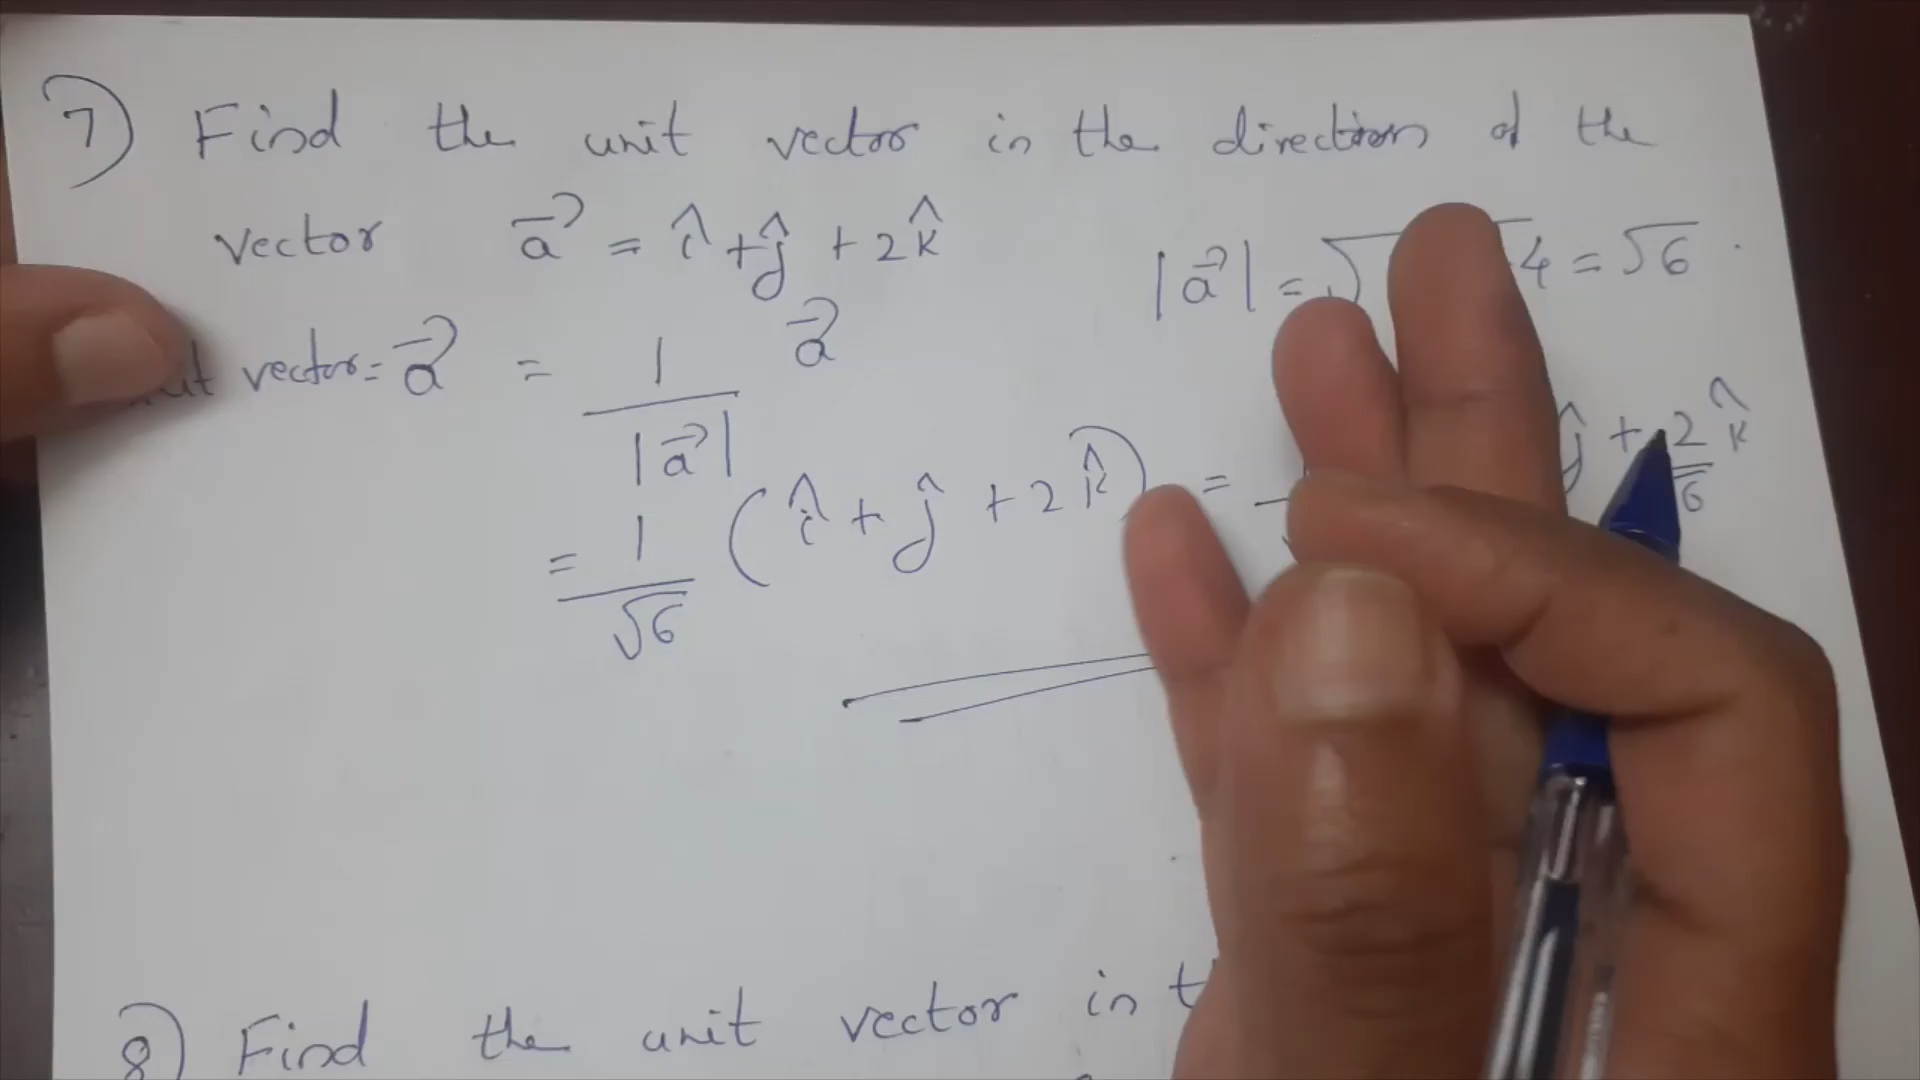 7) Find the unit vector in the direction of the
vector a⃗ = î + ĵ + 2k̂
|a⃗| = √ 4 = √6
vector = a⃗ = 1/|a⃗| a⃗
= 1/√6 (î + ĵ + 2k̂) = ĵ + 2/√6 k̂
8) Find the unit vector in